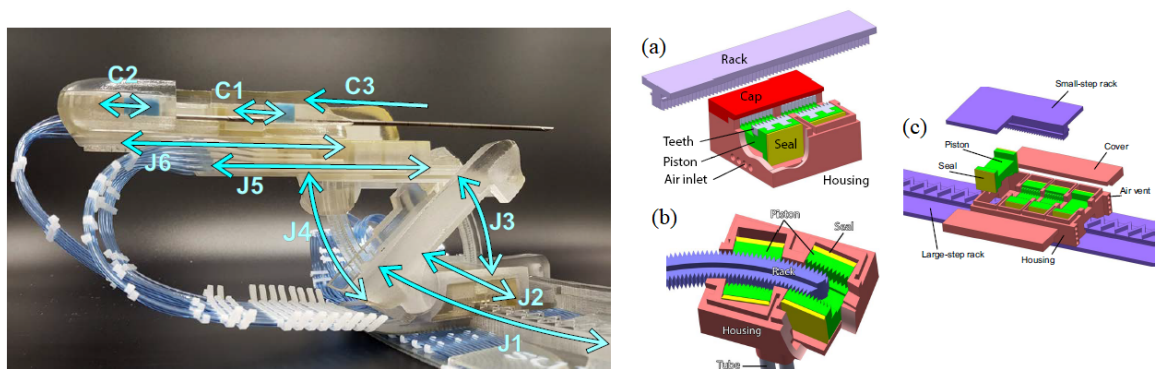 C2
C1
C3
J6
J5
J4
J3
J2
J1
(a)
Rack
Cap
Teeth
Piston
Air inlet
Seal
Housing
(b)
Piston
Seal
Rack
Housing
Tube
(c)
Small-step rack
Piston
Cover
Seal
Air vent
Large-step rack
Housing